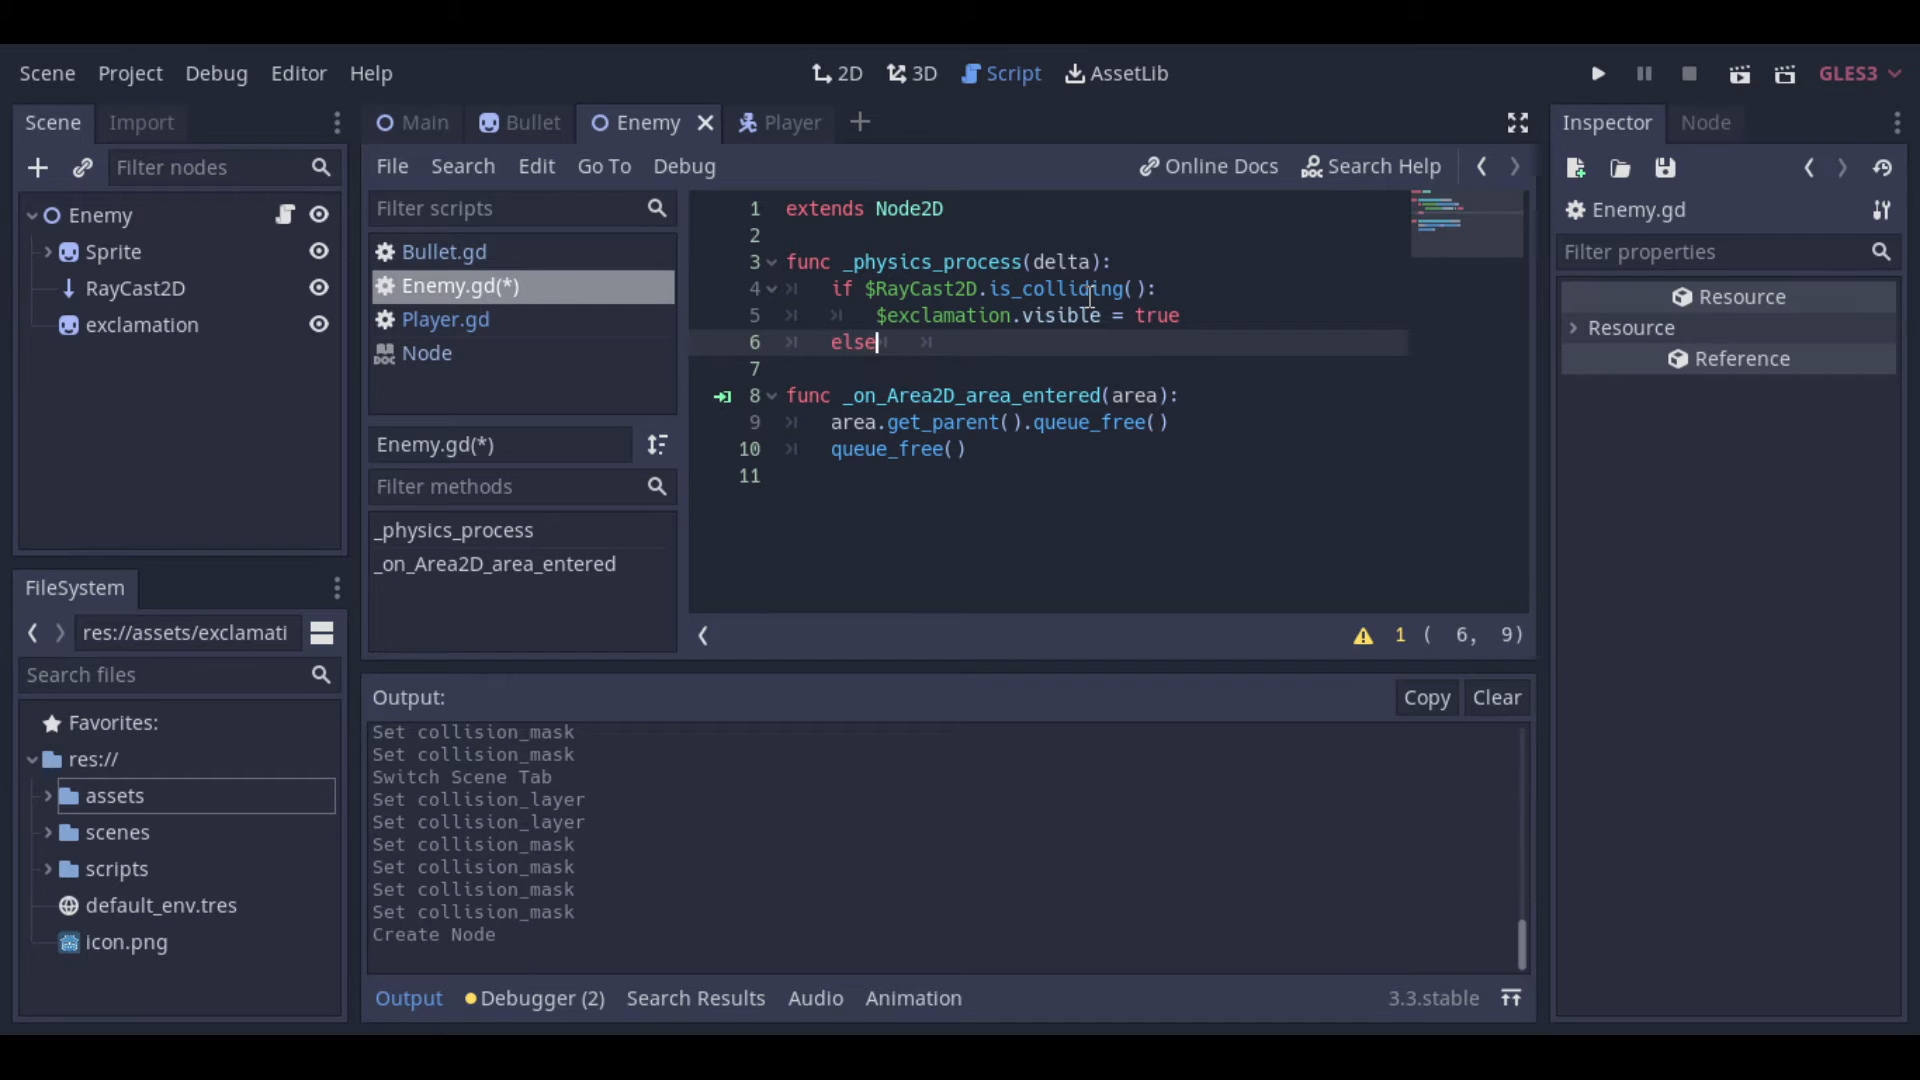 Scene Project Debug Editor Help 2D 3D Script AssetLib GLES3
Scene Import Main Bullet Enemy Player Inspector Node
Filter nodes File Search Edit Go To Debug Online Docs Search Help
Enemy
Sprite
RayCast2D
exclamation
Filter scripts
Bullet.gd
Enemy.gd(*)
Player.gd
Node
Enemy.gd(*)
Filter methods
_physics_process
_on_Area2D_area_entered
1 extends Node2D
2
3 func _physics_process(delta):
4 if $RayCast2D.is_colliding():
5 $exclamation.visible = true
6 else
7
8 func _on_Area2D_area_entered(area):
9 area.get_parent().queue_free()
10 queue_free()
11
1 ( 6, 9)
Enemy.gd
Filter properties
Resource
Resource
Reference
FileSystem
res://assets/exclamati
Search files
Favorites:
res://
assets
scenes
scripts
default_env.tres
icon.png
Output: Copy Clear
Set collision_mask
Set collision_mask
Switch Scene Tab
Set collision_layer
Set collision_layer
Set collision_mask
Set collision_mask
Set collision_mask
Set collision_mask
Create Node
Output Debugger (2) Search Results Audio Animation 3.3.stable